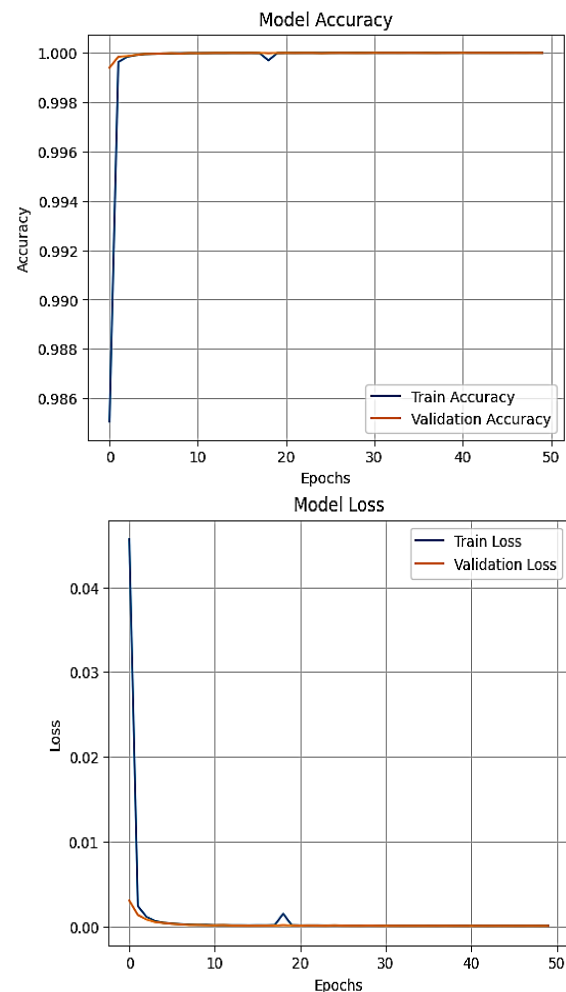 Model Accuracy
1.000
0.998
0.996
0.994
0.992
0.990
0.988
0.986
Accuracy
0 10 20 30 40 50
Epochs
Train Accuracy
Validation Accuracy
Model Loss
0.04
0.03
0.02
0.01
0.00
Loss
0 10 20 30 40 50
Epochs
Train Loss
Validation Loss